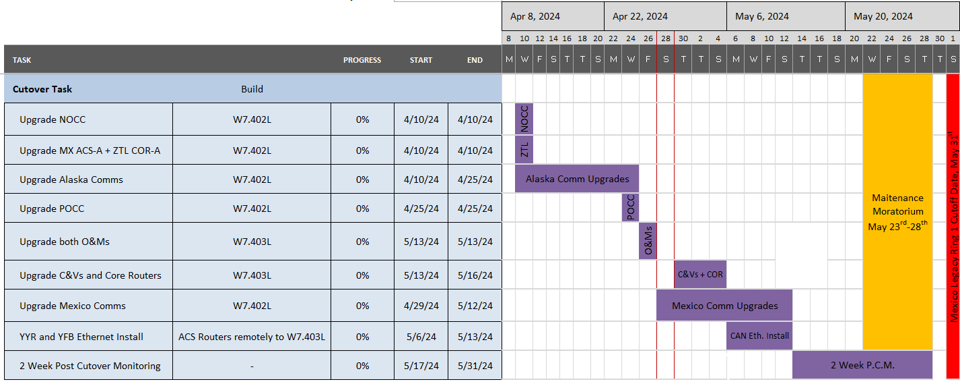 Apr 8, 2024 Apr 22, 2024 May 6, 2024 May 20, 2024
8 10 12 14 16 18 20 22 24 26 28 30 2 4 6 8 10 12 14 16 18 20 22 24 26 28 30 1
TASK PROGRESS START END M W F S T T S M W F S T T S M W F S T T S M W F S T T S
Cutover Task Build
Upgrade NOCC W7.402L 0% 4/10/24 4/10/24 NOCC
Upgrade MX ACS-A + ZTL COR-A W7.402L 0% 4/10/24 4/10/24 ZTL
Upgrade Alaska Comms W7.402L 0% 4/10/24 4/25/24 Alaska Comm Upgrades
Upgrade POCC W7.402L 0% 4/25/24 4/25/24 POCC
Upgrade both O&Ms W7.403L 0% 5/13/24 5/13/24 O&Ms
Upgrade C&Vs and Core Routers W7.403L 0% 5/13/24 5/16/24 C&Vs + COR
Upgrade Mexico Comms W7.402L 0% 4/29/24 5/12/24 Mexico Comm Upgrades
YYR and YFB Ethernet Install ACS Routers remotely to W7.403L 0% 5/6/24 5/13/24 CAN Eth. Install
2 Week Post Cutover Monitoring - 0% 5/17/24 5/31/24 2 Week P.C.M.
Maitenance
Moratorium
May 23rd-28th
Mexico Legacy Ring 1 Cutoff Date, May 31st